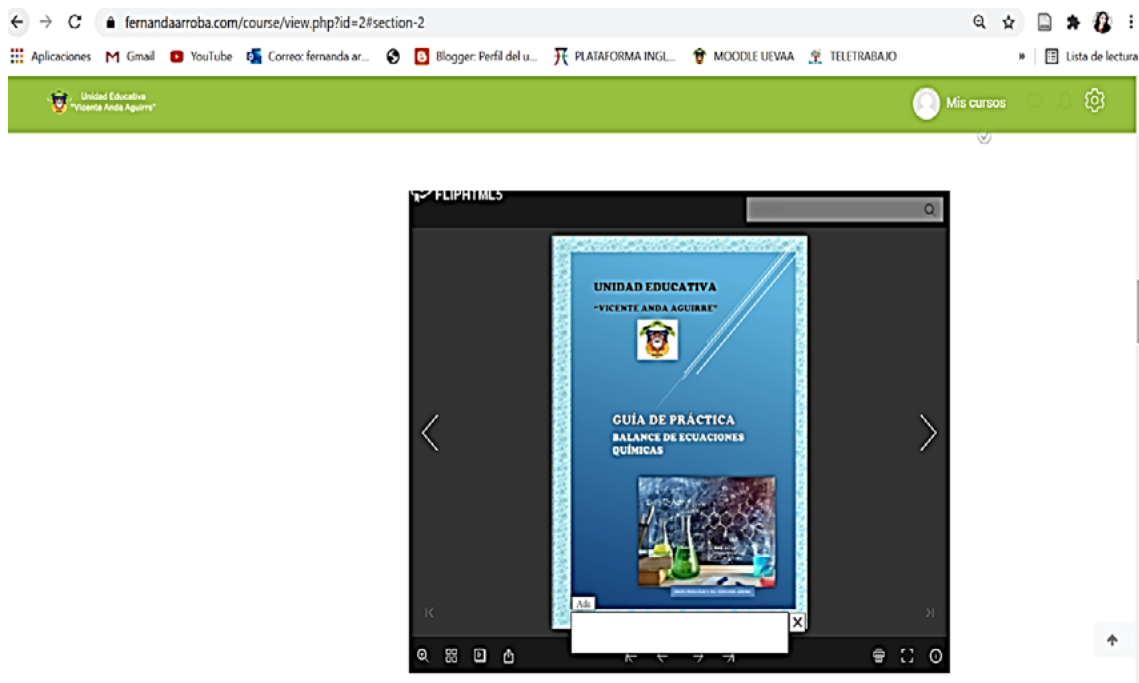 fernandaarroba.com/course/view.php?id=2#section-2
Aplicaciones Gmail YouTube Correo: fernanda ar... Blogger: Perfil del u... PLATAFORMA INGL... MOODLE UEVAA TELETRABAJO » Lista de lectura
Unidad Educativa
"Vicente Anda Aguirre"
Mis cursos
FLIPHTML5
UNIDAD EDUCATIVA
"VICENTE ANDA AGUIRRE"
GUÍA DE PRÁCTICA
BALANCE DE ECUACIONES
QUÍMICAS
Ads
X